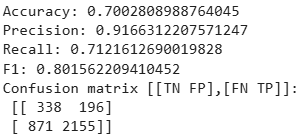 Accuracy: 0.7002808988764045
Precision: 0.9166312207571247
Recall: 0.7121612690019828
F1: 0.801562209410452
Confusion matrix [[TN FP],[FN TP]]:
[[ 338 196]
[ 871 2155]]